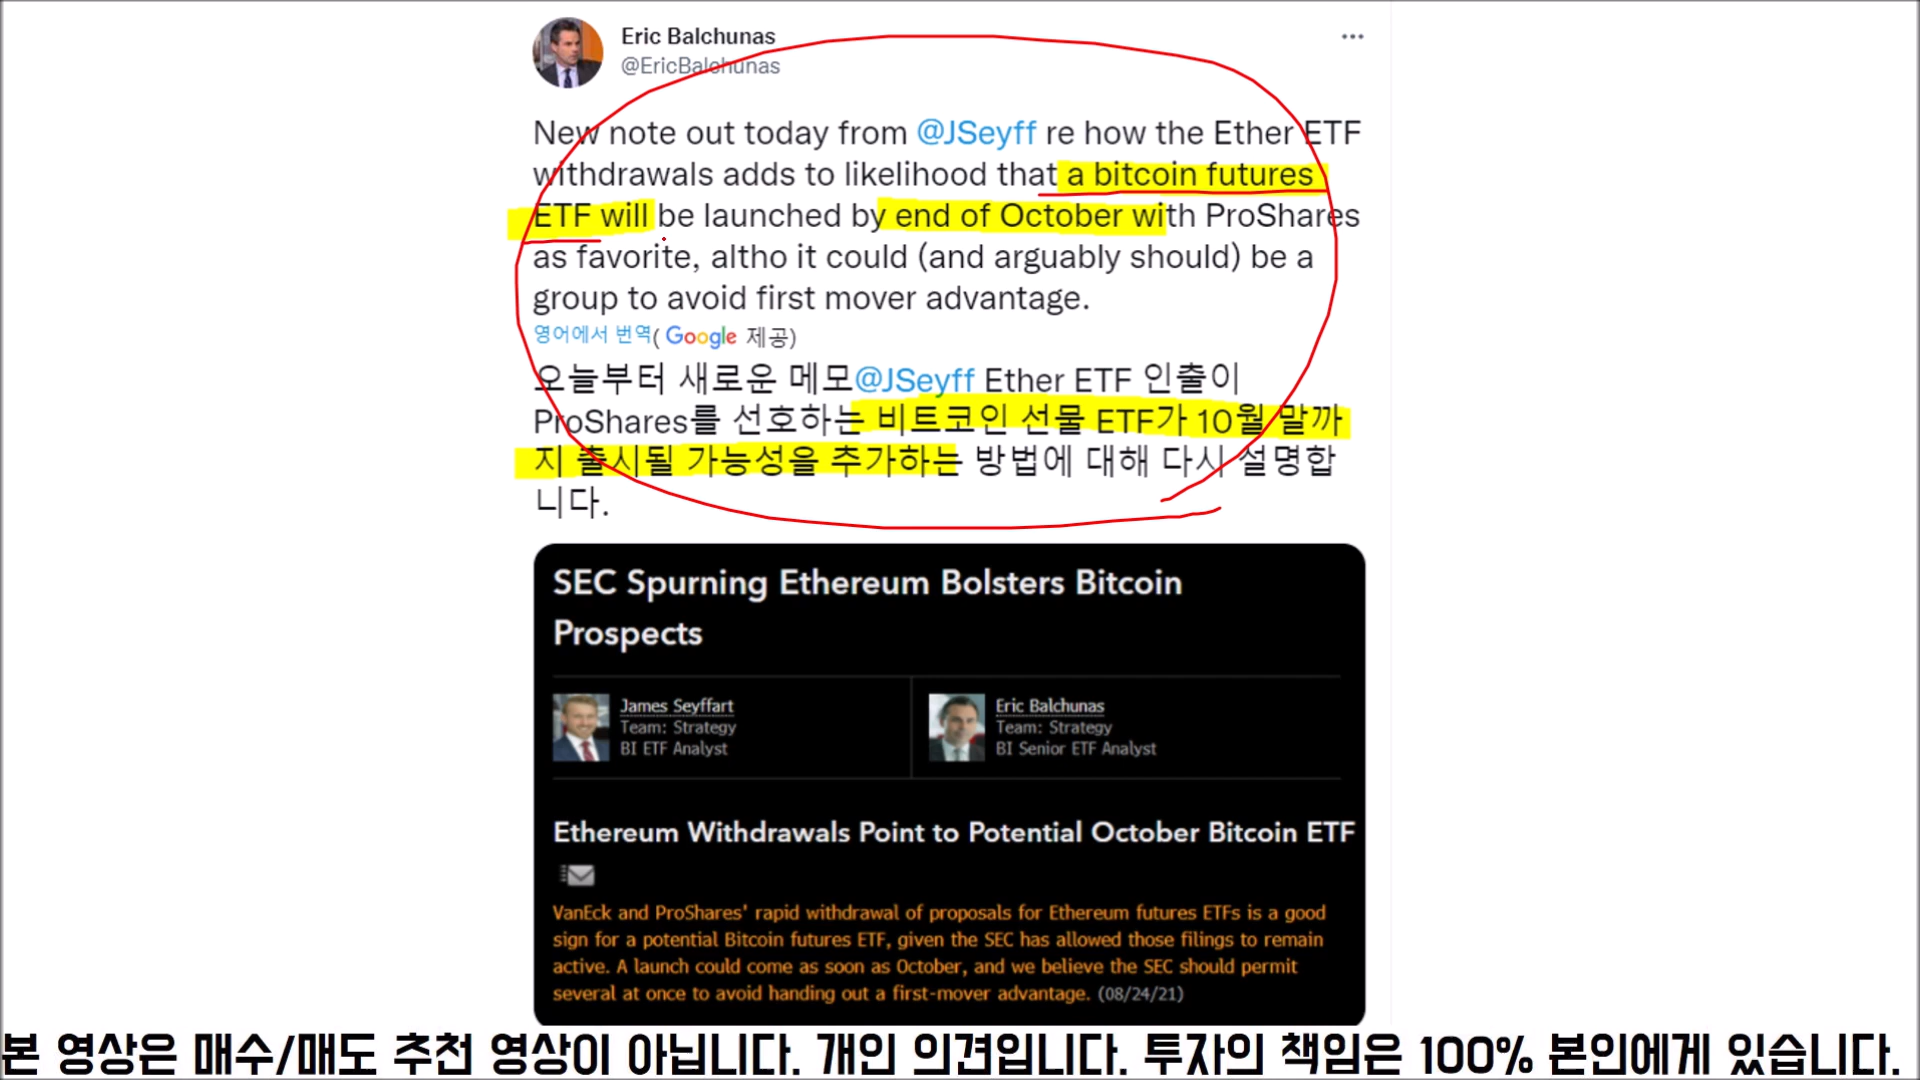 Eric Balchunas
@EricBalchunas
New note out today from @JSeyff re how the Ether ETF
withdrawals adds to likelihood that a bitcoin futures
ETF will be launched by end of October with ProShares
as favorite, altho it could (and arguably should) be a
group to avoid first mover advantage.
영어에서 번역( Google 제공)
오늘부터 새로운 메모@JSeyff Ether ETF 인출이
ProShares를 선호하는 비트코인 선물 ETF가 10월 말까
지 출시될 가능성을 추가하는 방법에 대해 다시 설명합
니다.
SEC Spurning Ethereum Bolsters Bitcoin
Prospects
James Seyffart
Team: Strategy
BI ETF Analyst
Eric Balchunas
Team: Strategy
BI Senior ETF Analyst
Ethereum Withdrawals Point to Potential October Bitcoin ETF
VanEck and ProShares' rapid withdrawal of proposals for Ethereum futures ETFs is a good
sign for a potential Bitcoin futures ETF, given the SEC has allowed those filings to remain
active. A launch could come as soon as October, and we believe the SEC should permit
several at once to avoid handing out a first-mover advantage. (08/24/21)
본 영상은 매수/매도 추천 영상이 아닙니다. 개인 의견입니다. 투자의 책임은 100% 본인에게 있습니다.